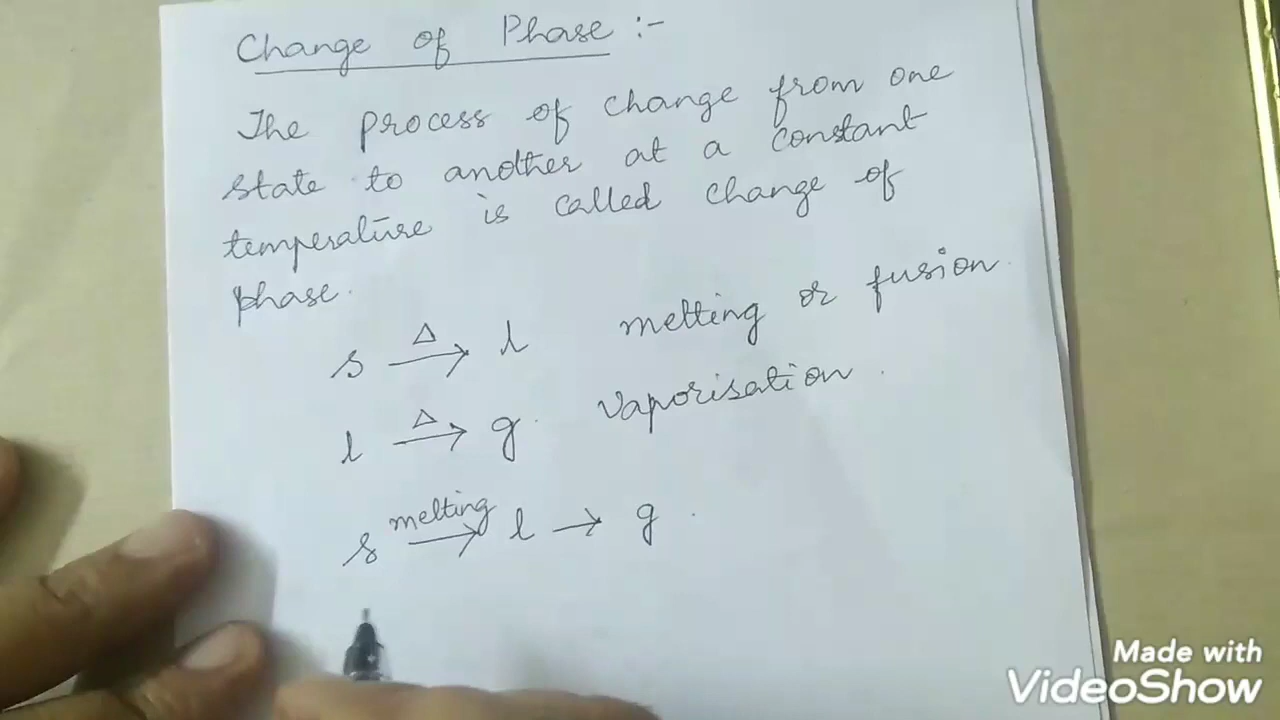 Change of Phase :-
The process of change from one
state to another at a constant
temperature is called change of
phase.
s Δ→ l melting or fusion.
l Δ→ g. vaporisation.
s melting→ l → g.
Made with
VideoShow